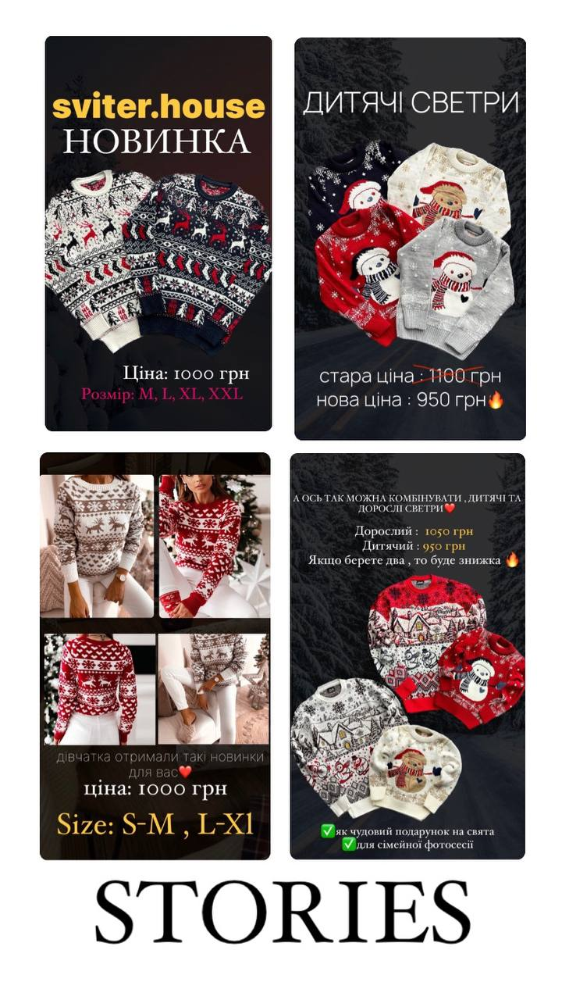 sviter.house
НОВИНКА
Ціна: 1000 грн
Розмір: M, L, XL, XXL
ДИТЯЧІ СВЕТРИ
стара ціна : 1100 грн
нова ціна : 950 грн🔥
дівчатка отримали такі новинки
для вас❤️
ціна: 1000 грн
Size: S-M , L-Xl
А ОСЬ ТАК МОЖНА КОМБІНУВАТИ , ДИТЯЧІ ТА
ДОРОСЛІ СВЕТРИ❤️
Дорослий : 1050 грн
Дитячий : 950 грн
Якщо берете два , то буде знижка 🔥
✅як чудовий подарунок на свята
✅для сімейної фотосесії
STORIES